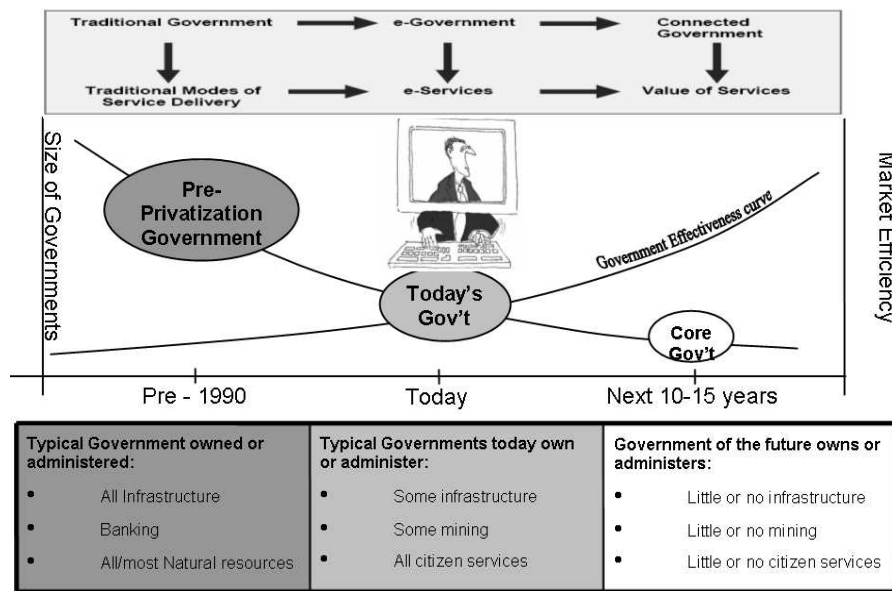 Traditional Government
e-Government
Connected
Government
Traditional Modes of
Service Delivery
e-Services
Value of Services
Size of Governments
Market Efficiency
Pre-
Privatization
Government
Government Effectiveness curve
Today's
Gov't
Core
Gov't
Pre - 1990
Today
Next 10-15 years
Typical Government owned or
administered:
• All Infrastructure
• Banking
• All/most Natural resources
Typical Governments today own
or administer:
• Some infrastructure
• Some mining
• All citizen services
Government of the future owns or
administers:
• Little or no infrastructure
• Little or no mining
• Little or no citizen services